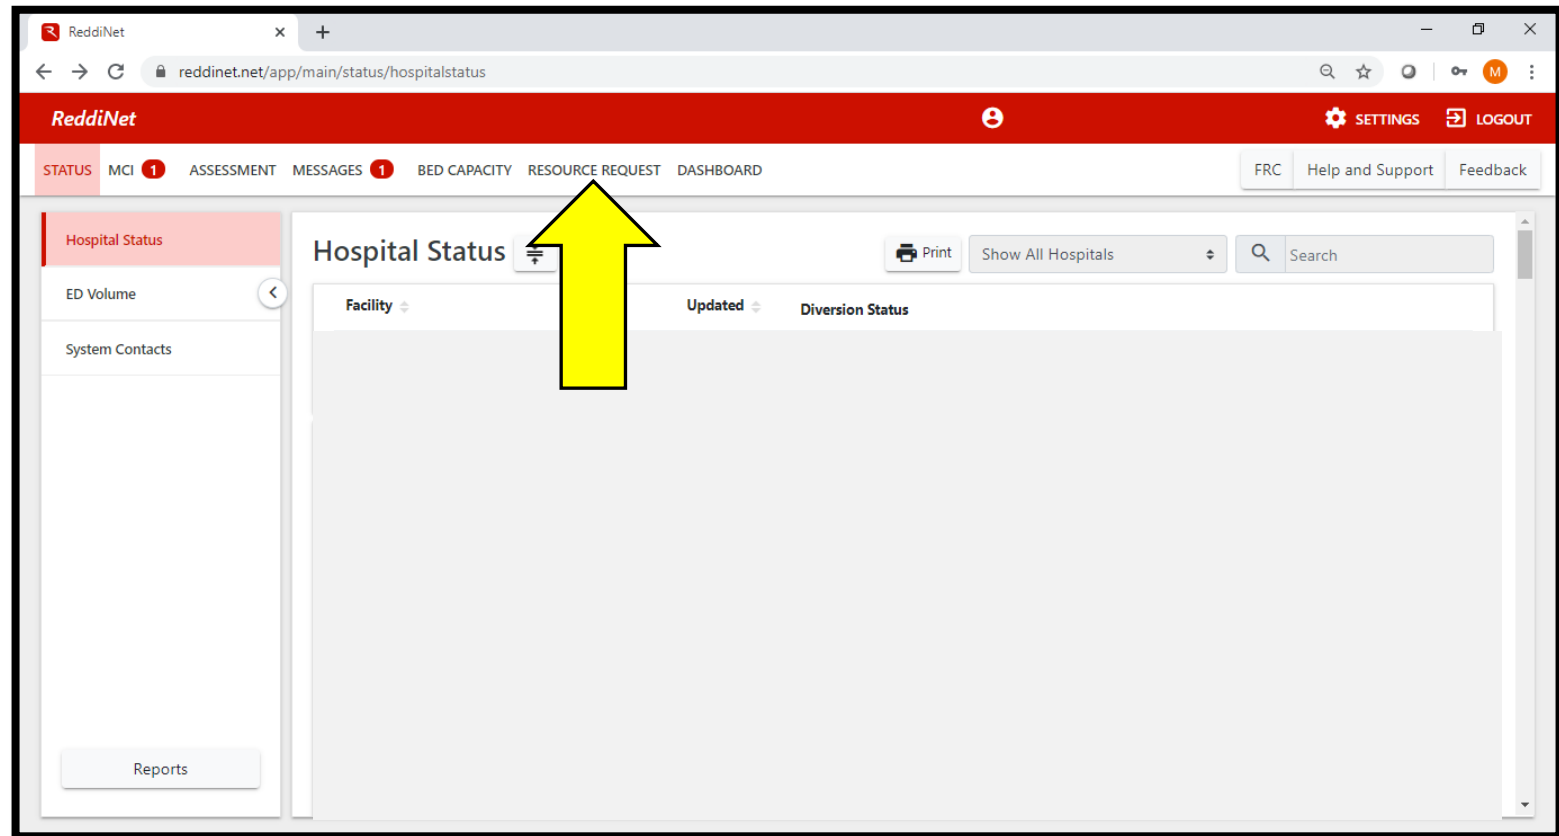 ReddiNet
reddinet.net/app/main/status/hospitalstatus
M
ReddiNet
SETTINGS LOGOUT
STATUS MCI 1 ASSESSMENT MESSAGES 1 BED CAPACITY RESOURCE REQUEST DASHBOARD FRC Help and Support Feedback
Hospital Status
ED Volume
System Contacts
Reports
Hospital Status Print Show All Hospitals Search
Facility Updated Diversion Status